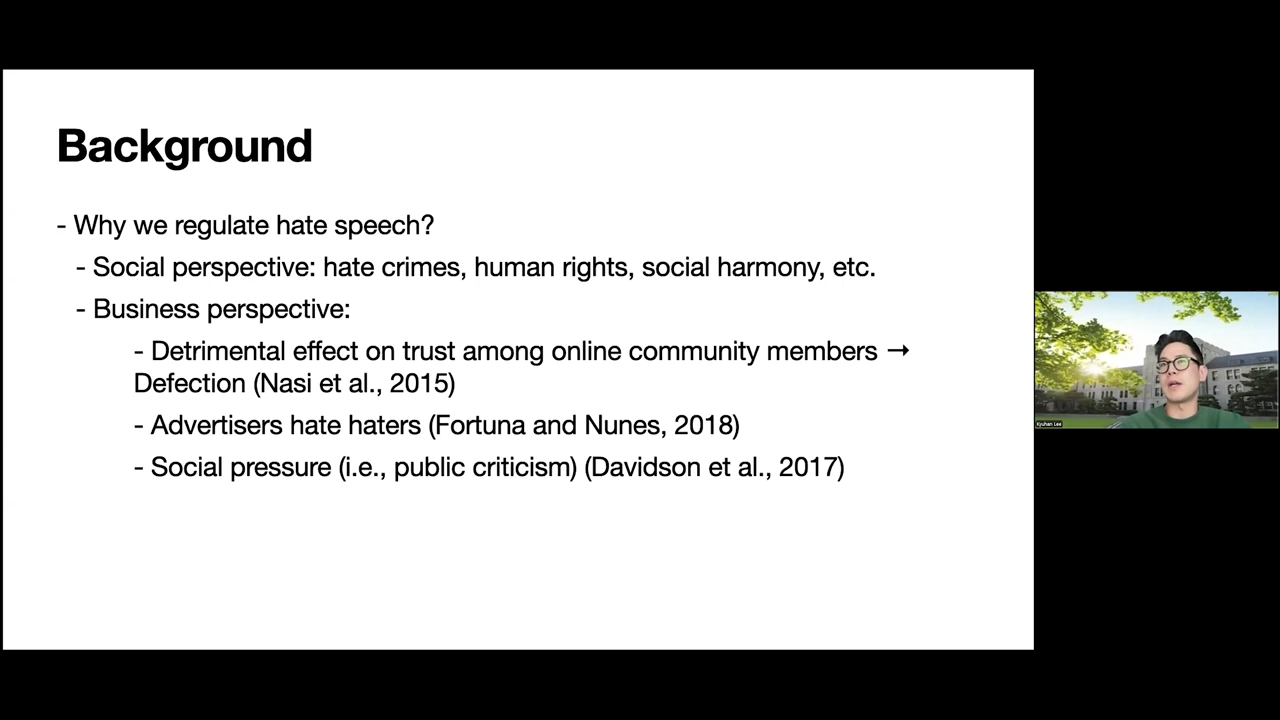 Background
- Why we regulate hate speech?
- Social perspective: hate crimes, human rights, social harmony, etc.
- Business perspective:
- Detrimental effect on trust among online community members →
Defection (Nasi et al., 2015)
- Advertisers hate haters (Fortuna and Nunes, 2018)
- Social pressure (i.e., public criticism) (Davidson et al., 2017)
Kyuhan Lee